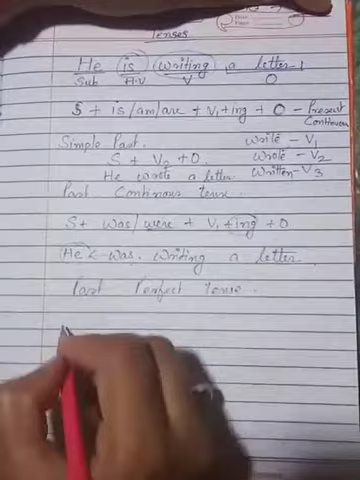 Tenses
He is writing a letter - 1
Sub H.V V O
S + is/am/are + V1 + ing + O - Present Continuous
Simple Past. write - V1
S + V2 + O. wrote - V2
He wrote a letter written - V3
Past Continous tense
S + was/were + V1 + ing + O
He < was. writing a letter.
Past Perfect Tense.